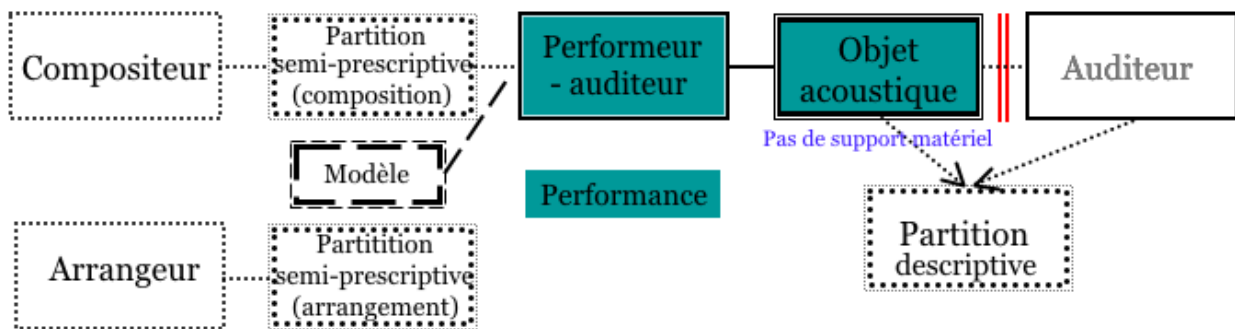 Compositeur
Partition
semi-prescriptive
(composition)
Performeur
- auditeur
Objet
acoustique
Auditeur
Pas de support matériel
Modèle
Performance
Arrangeur
Partitition
semi-prescriptive
(arrangement)
Partition
descriptive